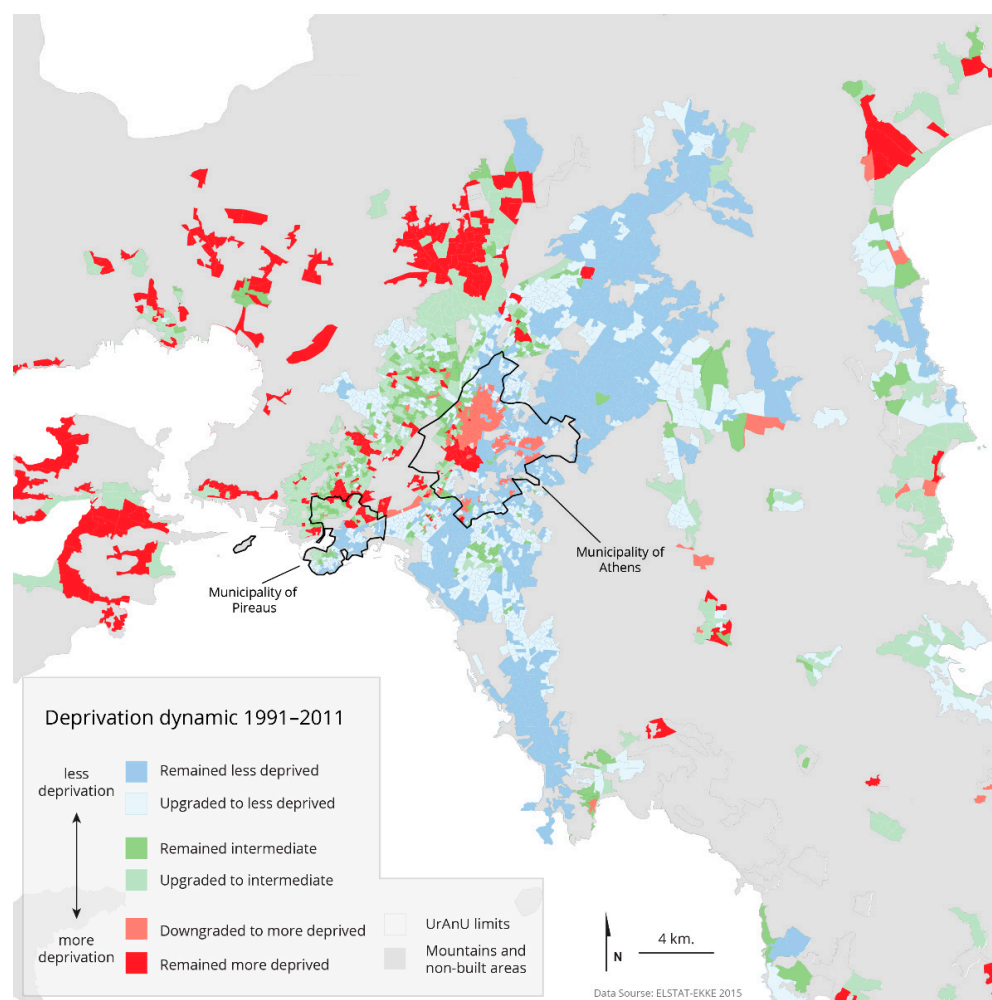 Municipality of
Athens
Municipality of
Pireaus
Deprivation dynamic 1991–2011
less
deprivation
more
deprivation
Remained less deprived
Upgraded to less deprived
Remained intermediate
Upgraded to intermediate
Downgraded to more deprived
Remained more deprived
UrAnU limits
Mountains and
non-built areas
N
4 km.
Data Sourse: ELSTAT-EKKE 2015